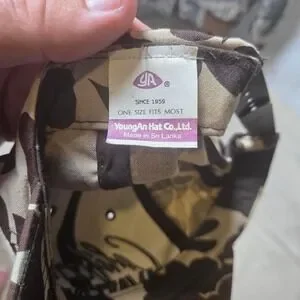 YA ®
SINCE 1959
ONE SIZE FITS MOST
YoungAn Hat Co.,Ltd.
Made in Sri Lanka